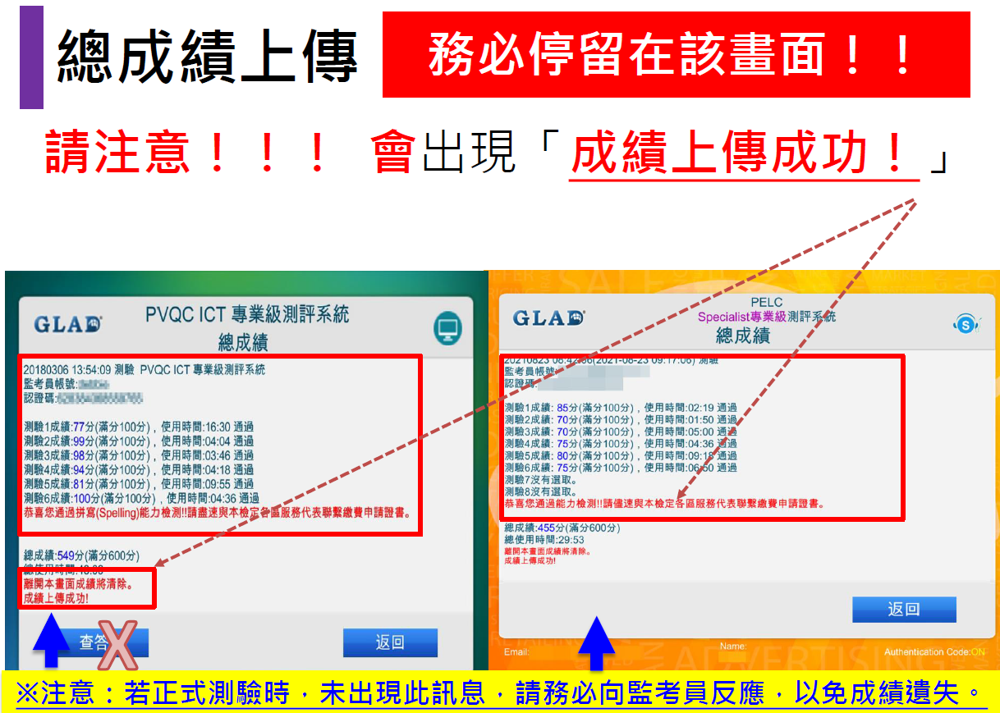 總成績上傳
務必停留在該畫面！！
請注意！！！ 會出現「成績上傳成功！」
GLAD
PVQC ICT 專業級測評系統
總成績
20180306 13:54:09 測驗 PVQC ICT 專業級測評系統
監考員帳號:
認證碼:
測驗1成績:77分(滿分100分)，使用時間:16:30 通過
測驗2成績:99分(滿分100分)，使用時間:04:04 通過
測驗3成績:98分(滿分100分)，使用時間:03:46 通過
測驗4成績:94分(滿分100分)，使用時間:04:18 通過
測驗5成績:81分(滿分100分)，使用時間:09:55 通過
測驗6成績:100分(滿分100分)，使用時間:04:36 通過
恭喜您通過拼寫(Spelling)能力檢測!!請盡速與本檢定各區服務代表聯繫繳費申請證書。
總成績:549分(滿分600分)
總使用時間:
離開本畫面成績將清除。
成績上傳成功!
查答
X
返回
GLAD
PELC
Specialist專業級測評系統
總成績
S
20210823 08:42:56(2021-08-23 09:17:06) 測驗
監考員帳號
認證碼
測驗1成績: 85分(滿分100分)，使用時間:02:19 通過
測驗2成績: 70分(滿分100分)，使用時間:01:50 通過
測驗3成績: 70分(滿分100分)，使用時間:05:00 通過
測驗4成績: 75分(滿分100分)，使用時間:04:36 通過
測驗5成績: 80分(滿分100分)，使用時間:09:18 通過
測驗6成績: 75分(滿分100分)，使用時間:06:50 通過
測驗7沒有選取。
測驗8沒有選取。
恭喜您通過能力檢測!!請儘速與本檢定各區服務代表聯繫繳費申請證書。
總成績:455分(滿分600分)
總使用時間:29:53
離開本畫面成績將清除。
成績上傳成功!
返回
Email:
Name:
Authentication Code:ON
ADVERTISING
※注意：若正式測驗時，未出現此訊息，請務必向監考員反應，以免成績遺失。